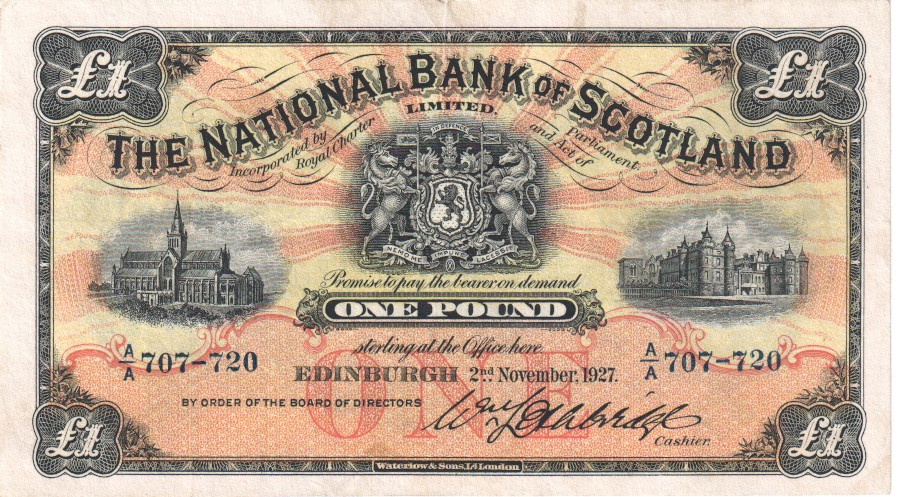 £1 £1
THE NATIONAL BANK OF SCOTLAND
LIMITED.
Incorporated by Royal Charter
and Act of Parliament.
IN DEFENCE
NEMO ME IMPUNE LACESSIT
Promise to pay the bearer on demand
ONE POUND
sterling at the Office here
A/A 707-720 A/A 707-720
EDINBURGH 2nd November, 1927.
ONE
BY ORDER OF THE BOARD OF DIRECTORS
Cashier.
£1 £1
Waterlow & Sons, Ld London